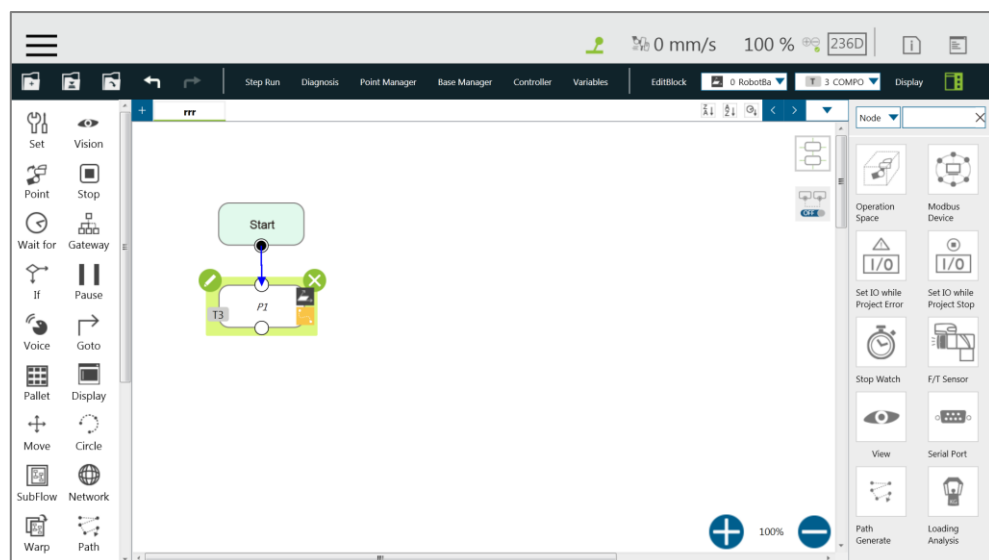 0 mm/s 100 % 236D
Step Run Diagnosis Point Manager Base Manager Controller Variables EditBlock 0 RobotBa T 3 COMPO Display
+ rrr
Node
Set Vision
Point Stop
Wait for Gateway
If Pause
Voice Goto
Pallet Display
Move Circle
SubFlow Network
Warp Path
Start
P1
T3
OFF
100%
Operation
Space
Modbus
Device
I/O
I/O
Set IO while
Project Error
Set IO while
Project Stop
Stop Watch
F/T Sensor
View
Serial Port
Path
Generate
Loading
Analysis